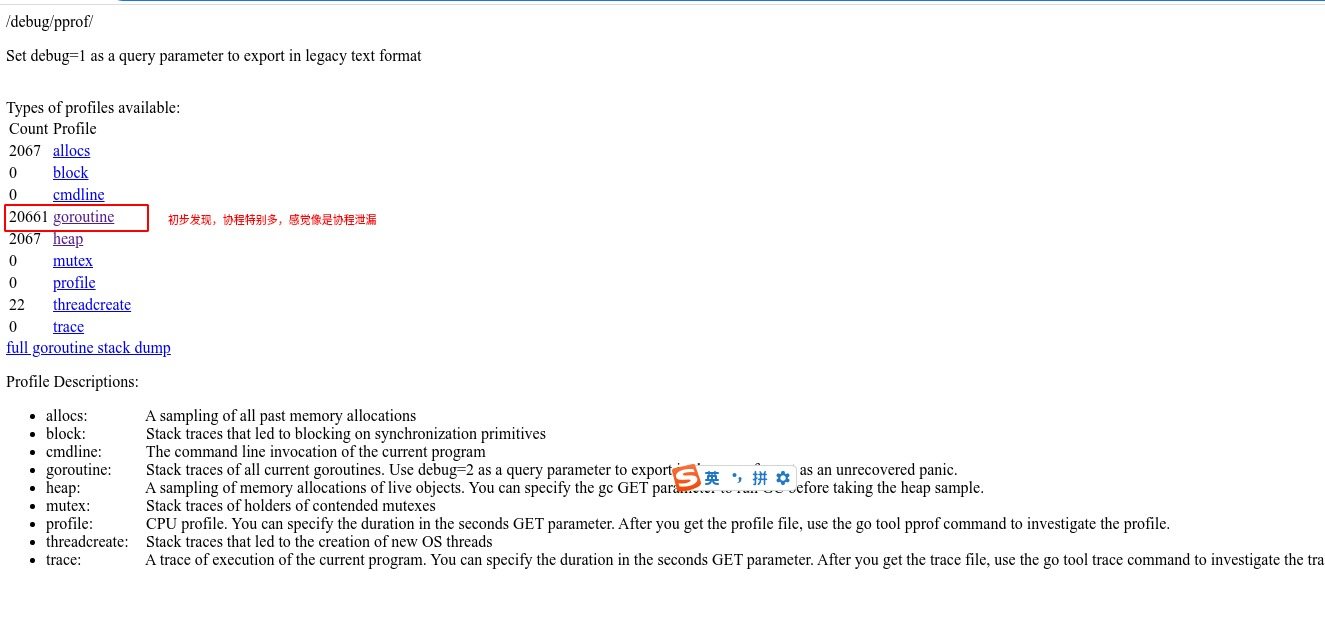 /debug/pprof/
Set debug=1 as a query parameter to export in legacy text format
Types of profiles available:
Count Profile
2067 allocs
0 block
0 cmdline
20661 goroutine 初步发现，协程特别多，感觉像是协程泄漏
2067 heap
0 mutex
0 profile
22 threadcreate
0 trace
full goroutine stack dump
Profile Descriptions:
allocs: A sampling of all past memory allocations
block: Stack traces that led to blocking on synchronization primitives
cmdline: The command line invocation of the current program
goroutine: Stack traces of all current goroutines. Use debug=2 as a query parameter to export as an unrecovered panic.
英 拼
heap: A sampling of memory allocations of live objects. You can specify the gc GET before taking the heap sample.
mutex: Stack traces of holders of contended mutexes
profile: CPU profile. You can specify the duration in the seconds GET parameter. After you get the profile file, use the go tool pprof command to investigate the profile.
threadcreate: Stack traces that led to the creation of new OS threads
trace: A trace of execution of the current program. You can specify the duration in the seconds GET parameter. After you get the trace file, use the go tool trace command to investigate the tra